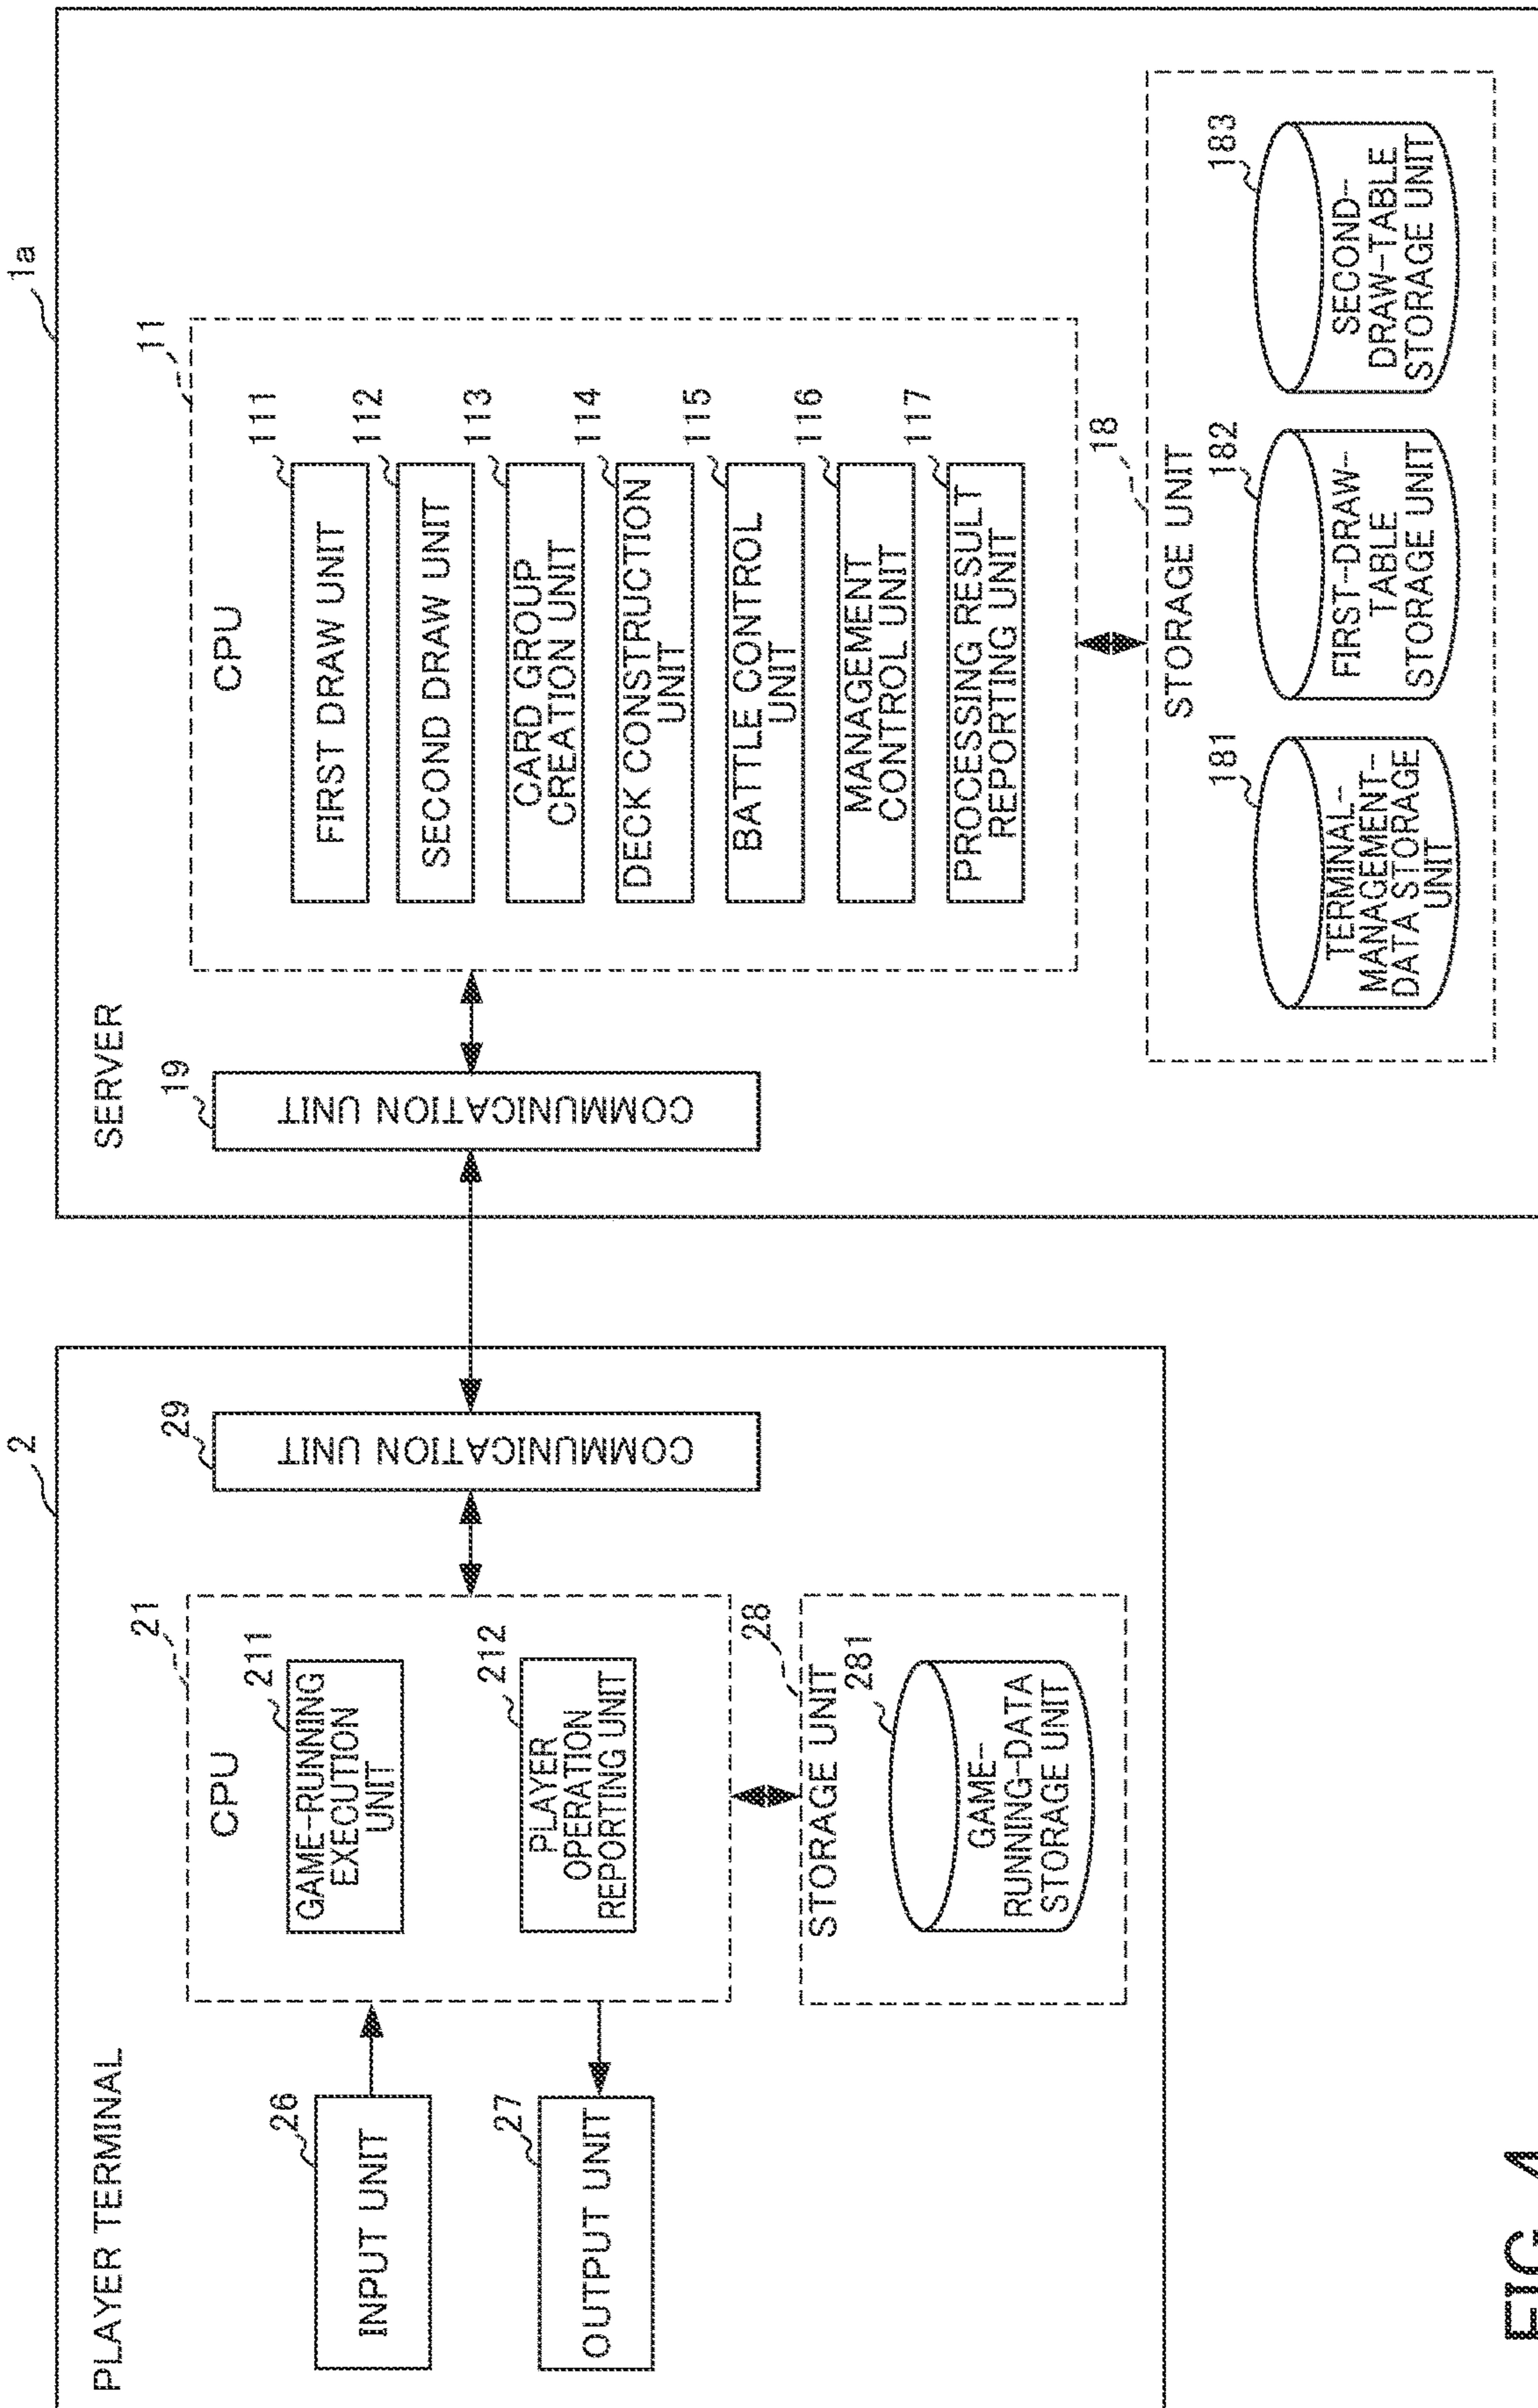 PLAYER TERMINAL
2
INPUT UNIT
26
OUTPUT UNIT
27
CPU
21
GAME-RUNNING
EXECUTION
UNIT
211
PLAYER
OPERATION
REPORTING UNIT
212
STORAGE UNIT
28
GAME-
RUNNING-DATA
STORAGE UNIT
281
COMMUNICATION UNIT
29
SERVER
1a
COMMUNICATION UNIT
19
CPU
11
FIRST DRAW UNIT
111
SECOND DRAW UNIT
112
CARD GROUP
CREATION UNIT
113
DECK CONSTRUCTION
UNIT
114
BATTLE CONTROL
UNIT
115
MANAGEMENT
CONTROL UNIT
116
PROCESSING RESULT
REPORTING UNIT
117
STORAGE UNIT
18
TERMINAL-
MANAGEMENT-
DATA STORAGE
UNIT
181
FIRST-DRAW-
TABLE
STORAGE UNIT
182
SECOND-
DRAW-TABLE
STORAGE UNIT
183
FIG. 4